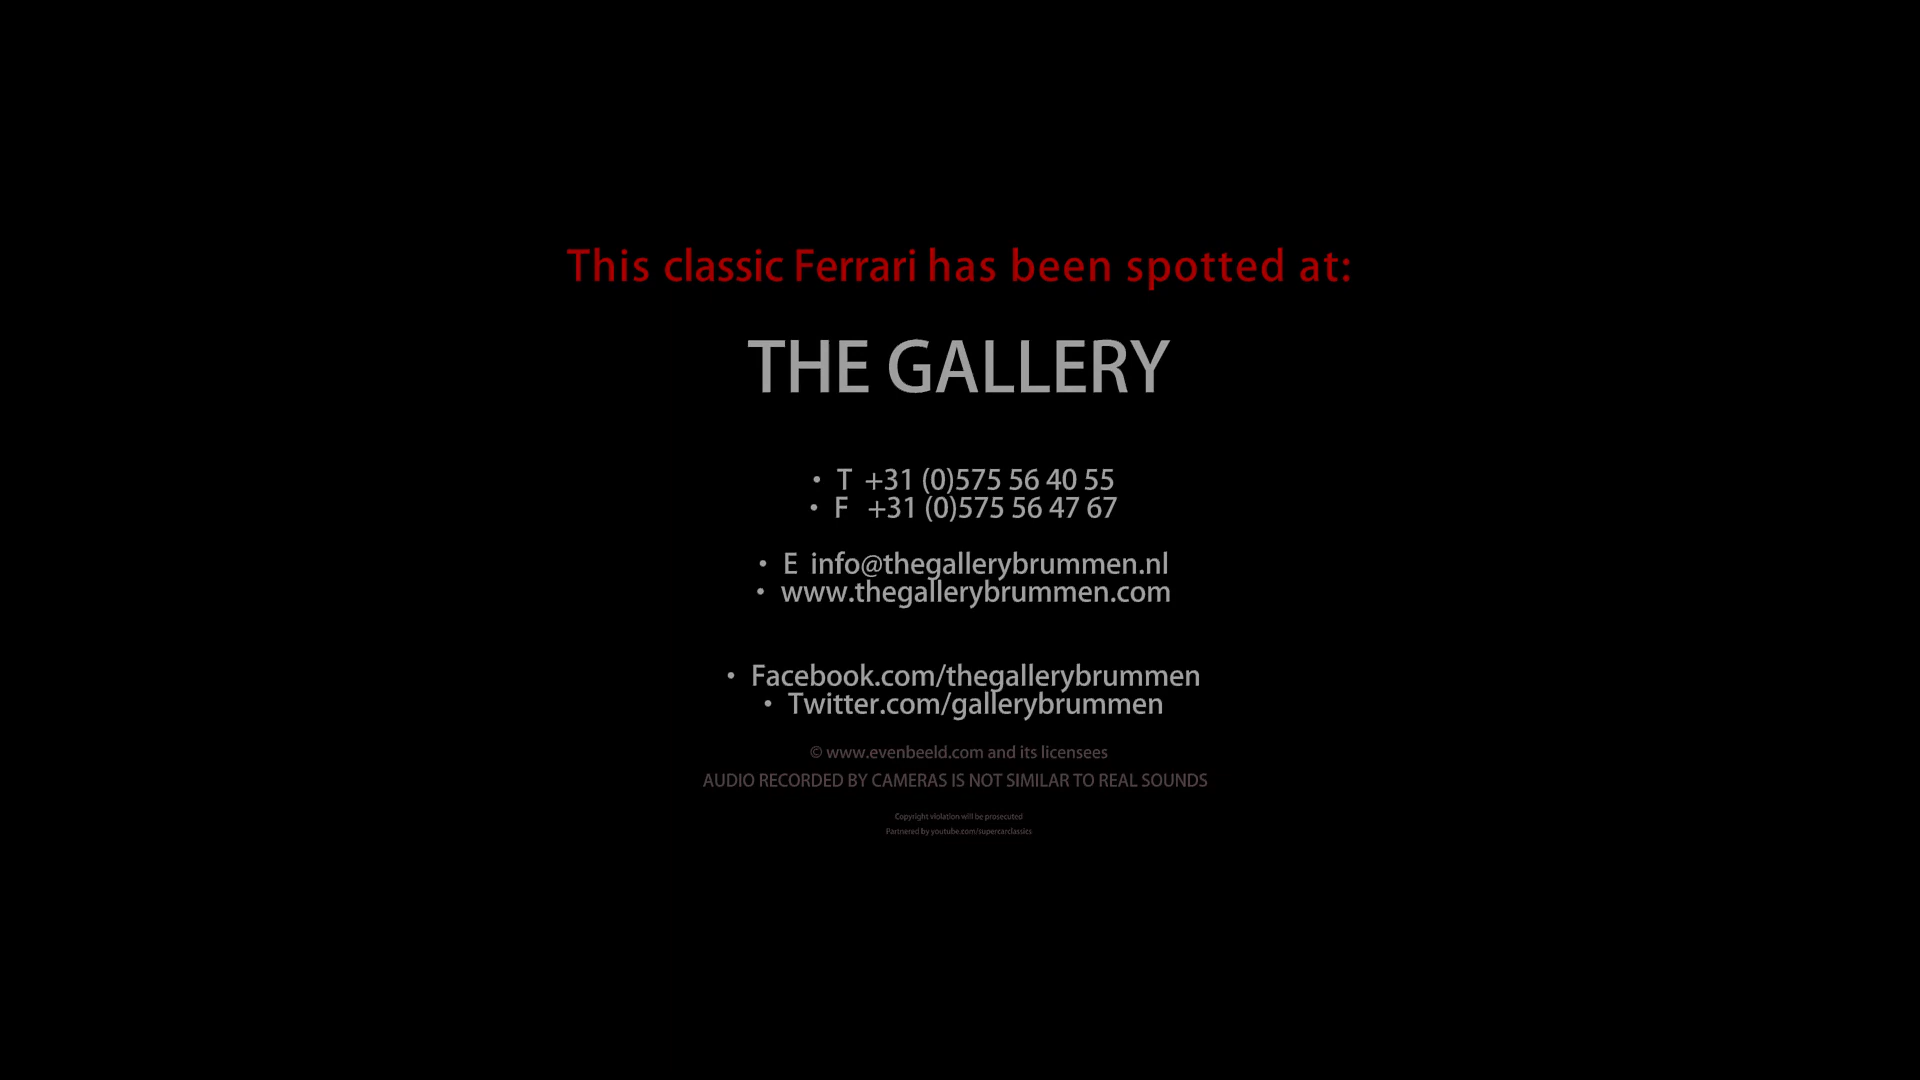 This classic Ferrari has been spotted at:
THE GALLERY
• T +31 (0)575 56 40 55
• F +31 (0)575 56 47 67
• E info@thegallerybrummen.nl
• www.thegallerybrummen.com
• Facebook.com/thegallerybrummen
• Twitter.com/gallerybrummen
© www.evenbeeld.com and its licensees
AUDIO RECORDED BY CAMERAS IS NOT SIMILAR TO REAL SOUNDS
Copyright violation will be prosecuted
Partnered by youtube.com/supercarclassics